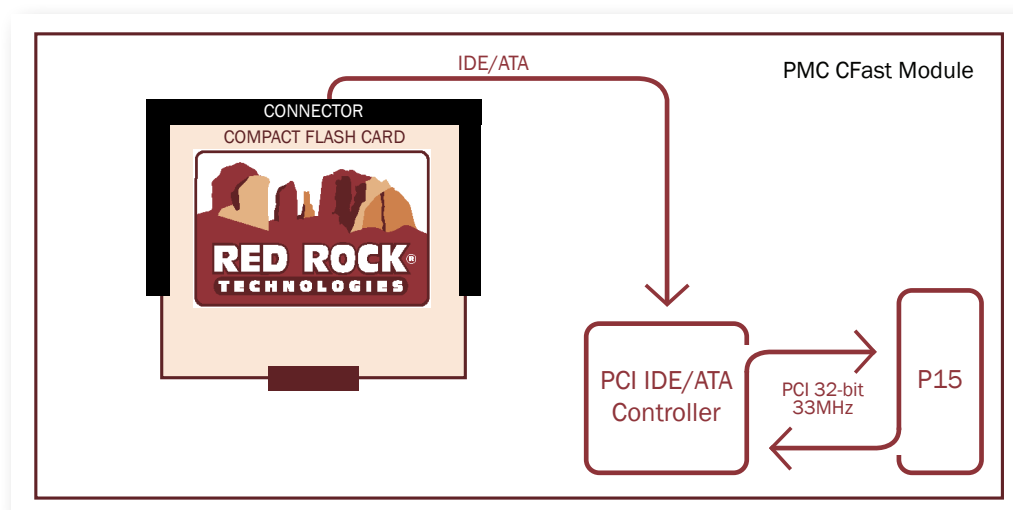 IDE/ATA
PMC CFast Module
CONNECTOR
COMPACT FLASH CARD
RED ROCK®
TECHNOLOGIES
PCI IDE/ATA
Controller
PCI 32-bit
33MHz
P15